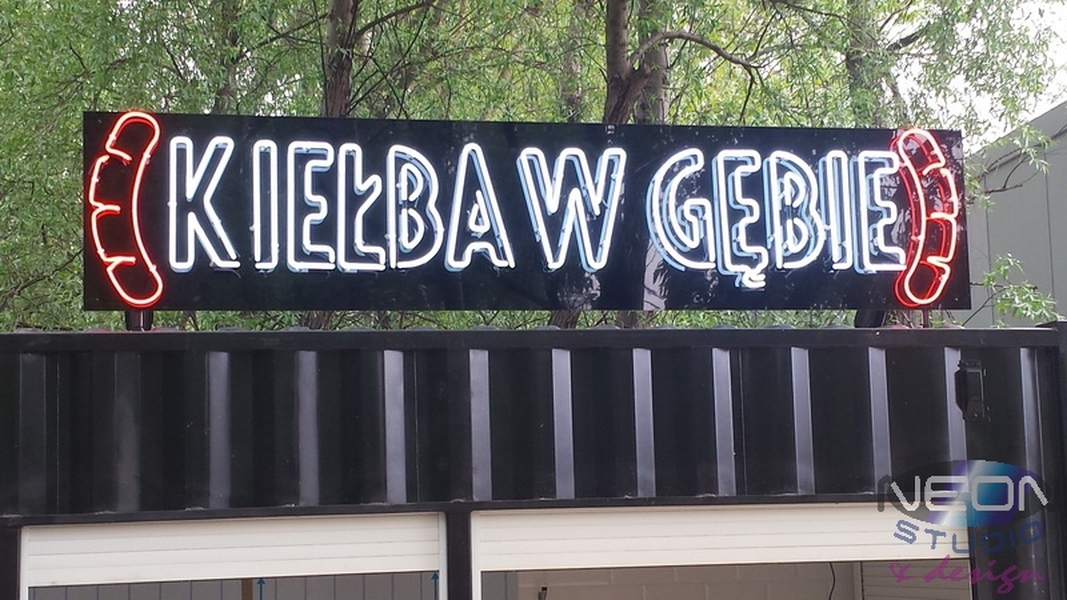 KIEŁBA W GĘBIE
NEON
STUDIO
& design